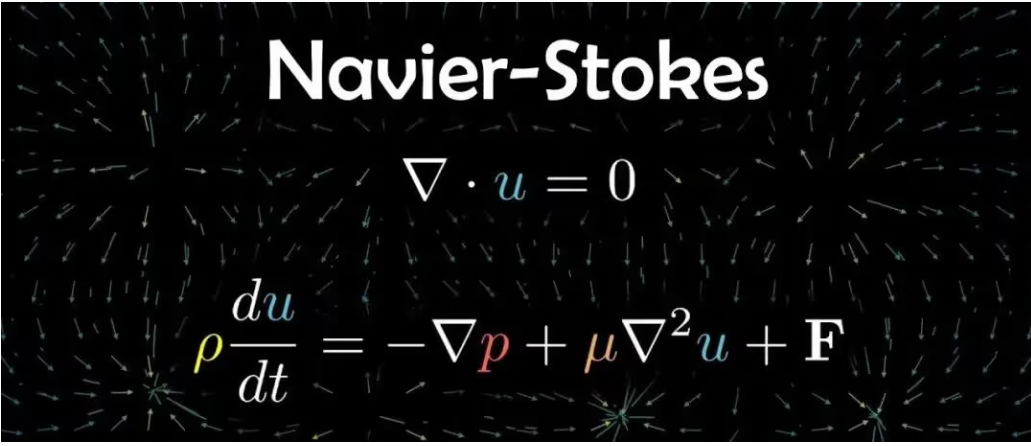 Navier-Stokes
∇ · u = 0
ρ du/dt = −∇p + μ∇²u + F